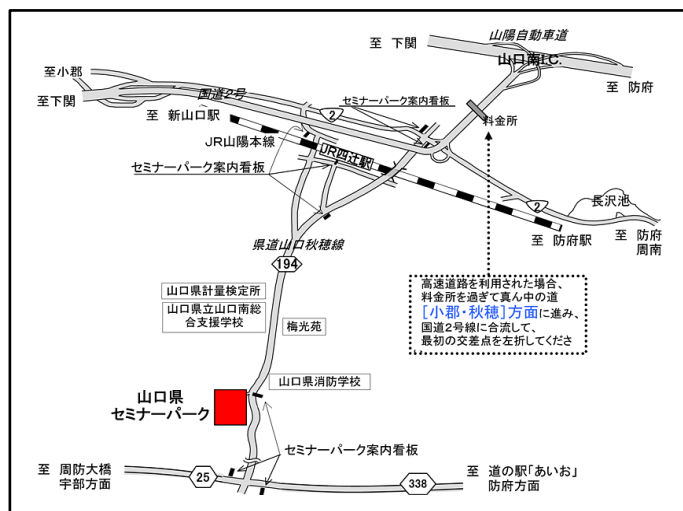 山陽自動車道
至 下関
山口南I.C.
至小郡
至 防府
国道2号
至下関
2
セミナーパーク案内看板
至 新山口駅
料金所
JR山陽本線
JR四辻駅
セミナーパーク案内看板
長沢池
2
県道山口秋穂線
至 防府駅
至 防府
周南
194
高速道路を利用された場合、
料金所を過ぎて真ん中の道
[小郡・秋穂]方面に進み、
国道2号線に合流して、
最初の交差点を左折してくださ
山口県計量検定所
山口県立山口南総
合支援学校
梅光苑
山口県消防学校
山口県
セミナーパーク
セミナーパーク案内看板
至 周防大橋
宇部方面
25
338
至 道の駅「あいお」
防府方面